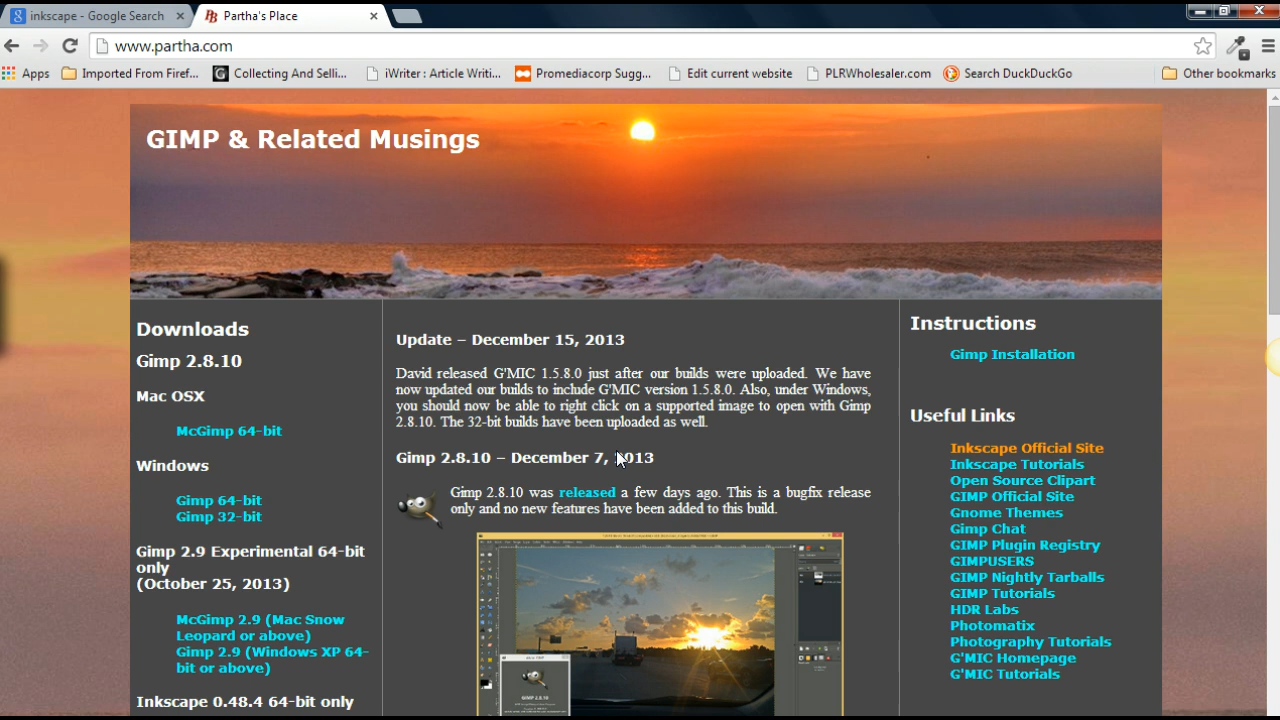 inkscape - Google Search
Partha's Place
www.partha.com
Apps
Imported From Firef...
Collecting And Selli...
iWriter : Article Writi...
Promediacorp Sugg...
Edit current website
PLRWholesaler.com
Search DuckDuckGo
Other bookmarks
GIMP & Related Musings
Downloads
Gimp 2.8.10
Mac OSX
McGimp 64-bit
Windows
Gimp 64-bit
Gimp 32-bit
Gimp 2.9 Experimental 64-bit
only
(October 25, 2013)
McGimp 2.9 (Mac Snow
Leopard or above)
Gimp 2.9 (Windows XP 64-
bit or above)
Inkscape 0.48.4 64-bit only
Update – December 15, 2013
David released G'MIC 1.5.8.0 just after our builds were uploaded. We have
now updated our builds to include G'MIC version 1.5.8.0. Also, under Windows,
you should now be able to right click on a supported image to open with Gimp
2.8.10. The 32-bit builds have been uploaded as well.
Gimp 2.8.10 – December 7, 2013
Gimp 2.8.10 was released a few days ago. This is a bugfix release
only and no new features have been added to this build.
GIMP 2.8.10
Instructions
Gimp Installation
Useful Links
Inkscape Official Site
Inkscape Tutorials
Open Source Clipart
GIMP Official Site
Gnome Themes
Gimp Chat
GIMP Plugin Registry
GIMPUSERS
GIMP Nightly Tarballs
GIMP Tutorials
HDR Labs
Photomatix
Photography Tutorials
G'MIC Homepage
G'MIC Tutorials